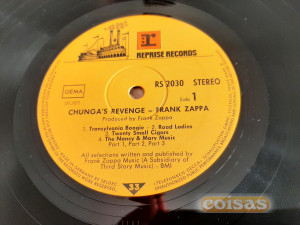 R
REPRISE RECORDS
GEMA
RS 2030 STEREO
CHUNGA'S REVENGE – FRANK ZAPPA
Produced by Frank Zappa
Side 1
1. Transylvania Boogie 2. Road Ladies
3. Twenty Small Cigars
4. The Nancy & Mary Music
Part 1, Part 2, Part 3
All selections written and published by
Frank Zappa Music (A Subsidiary of
Third Story Music) - BMI
33
coisas